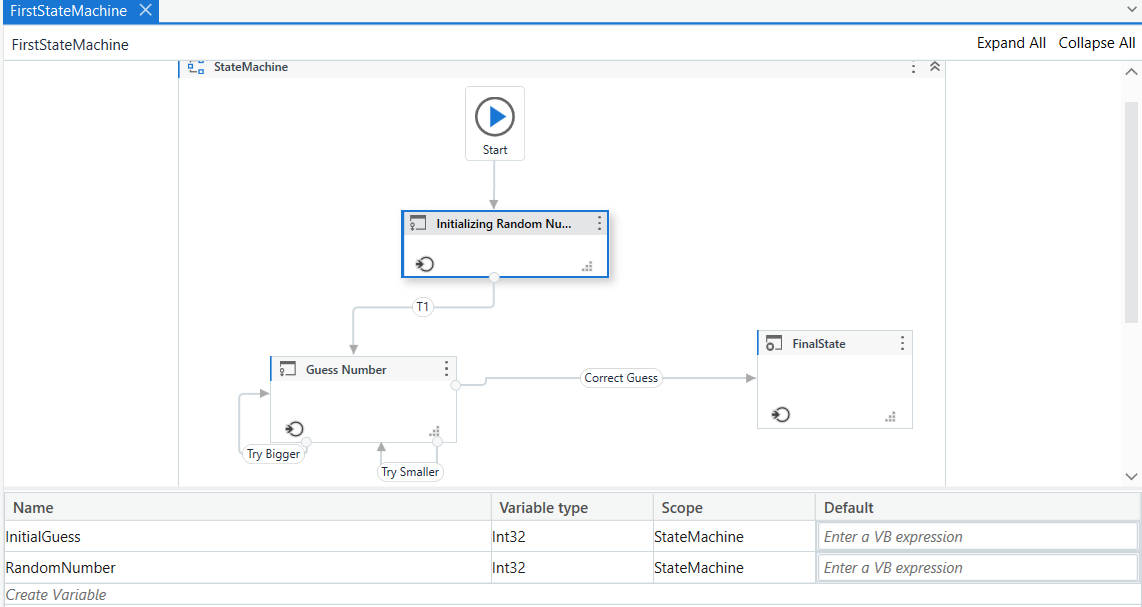 FirstStateMachine
FirstStateMachine Expand All Collapse All
StateMachine
Start
Initializing Random Nu...
T1
FinalState
Guess Number
Correct Guess
Try Bigger
Try Smaller
Name Variable type Scope Default
InitialGuess Int32 StateMachine Enter a VB expression
RandomNumber Int32 StateMachine Enter a VB expression
Create Variable